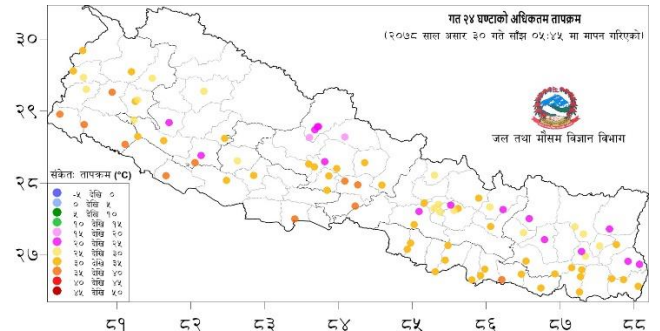 गत २४ घण्टाको अधिकतम तापक्रम
(२०७८ साल असार ३० गते साँझ ०५:४५ मा मापन गरिएको)
३०
२९
२८
२७
जल तथा मौसम विज्ञान विभाग
संकेतः तापक्रम (°C)
-५ देखि ०
० देखि ५
५ देखि १०
१० देखि १५
१५ देखि २०
२० देखि २५
२५ देखि ३०
३० देखि ३५
३५ देखि ४०
४० देखि ४५
४५ देखि ५०
८१ ८२ ८३ ८४ ८५ ८६ ८७ ८८